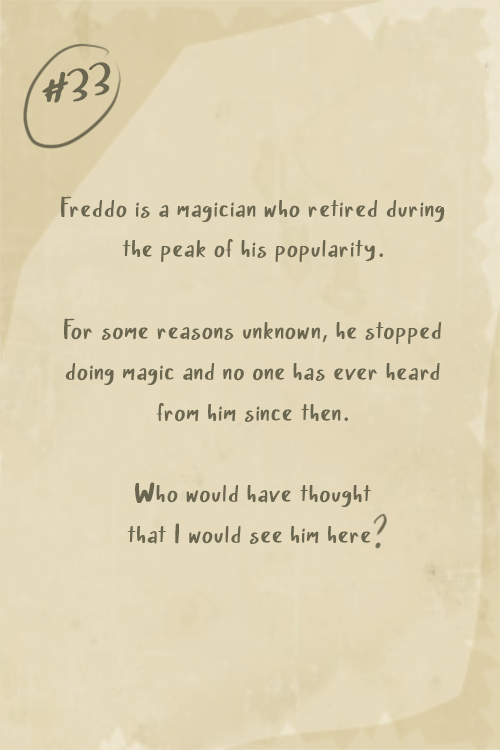 #33
Freddo is a magician who retired during
the peak of his popularity.
For some reasons unknown, he stopped
doing magic and no one has ever heard
from him since then.
Who would have thought
that I would see him here?